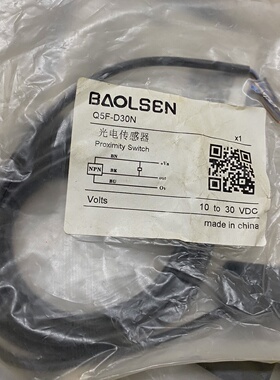 BAOLSEN
Q5F-D30N
光电传感器
x1
Proximity Switch
BN
+Vs
NPN
BK
out
BU
0v
Volts
10 to 30 VDC
made in china